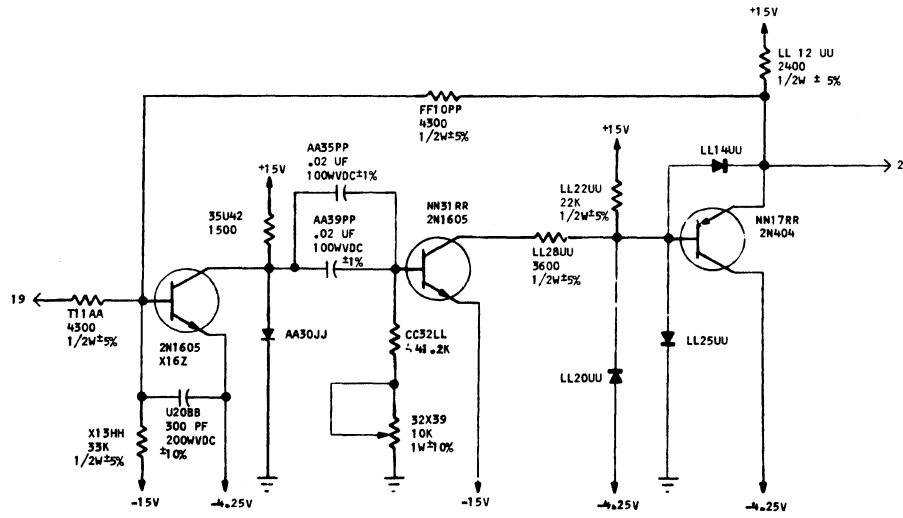 +15V
LL 12 UU
2400
1/2W ± 5%
FF10PP
4300
1/2W±5%
+15V
AA35PP
.02 UF
100WVDC±1%
+15V
LL14UU
2
35U42
1500
AA39PP
.02 UF
100WVDC
±1%
NN31RR
2N1605
LL22UU
22K
1/2W±5%
NN17RR
2N404
LL28UU
3600
1/2W±5%
19
T11AA
4300
1/2W±5%
2N1605
X16Z
AA30JJ
CC32LL
41.2K
LL25UU
LL20UU
U20BB
300 PF
200WVDC
±10%
X13HH
33K
1/2W±5%
32X39
10K
1W±10%
-15V
-4.25V
-15V
-4.25V
-4.25V